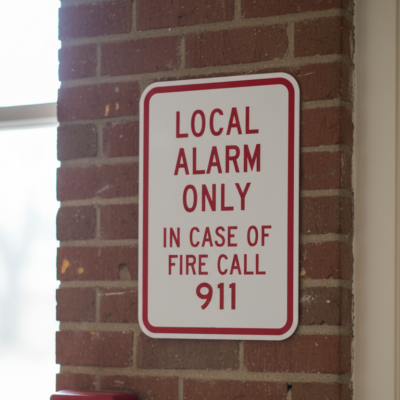 LOCAL
ALARM
ONLY
IN CASE OF
FIRE CALL
911